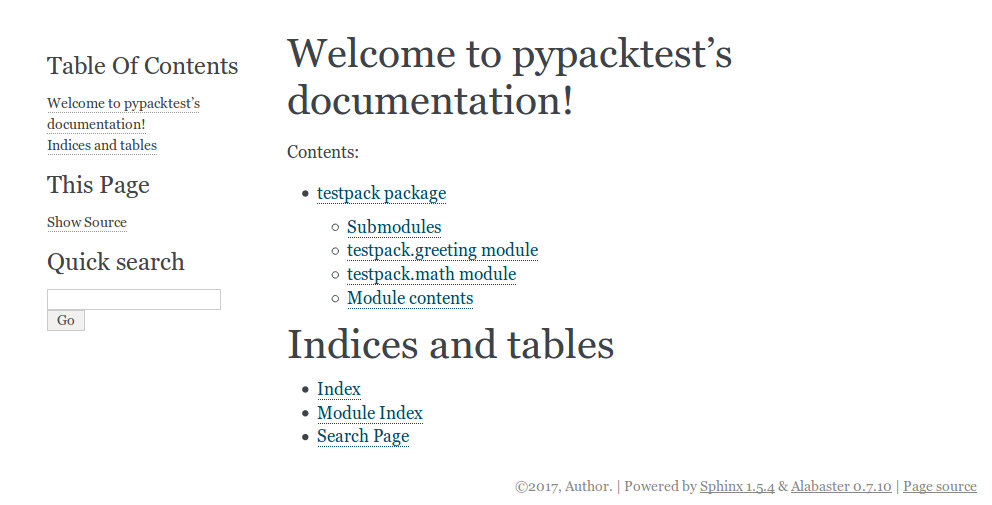 Table Of Contents
Welcome to pypacktest’s
documentation!
Indices and tables
This Page
Show Source
Quick search
Go
Welcome to pypacktest’s
documentation!
Contents:
testpack package
Submodules
testpack.greeting module
testpack.math module
Module contents
Indices and tables
Index
Module Index
Search Page
©2017, Author. | Powered by Sphinx 1.5.4 & Alabaster 0.7.10 | Page source